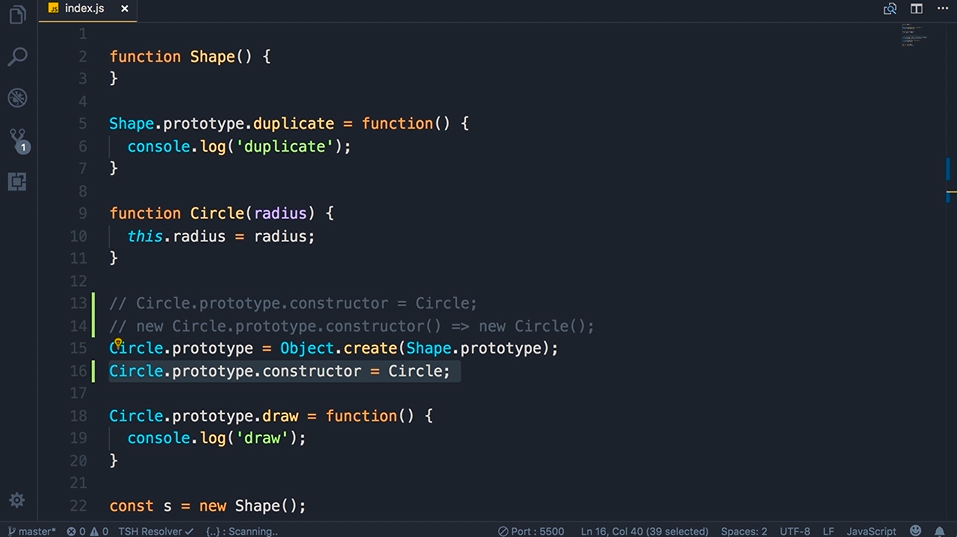 index.js ×
1
2 function Shape() {
3 }
4
5 Shape.prototype.duplicate = function() {
6 console.log('duplicate');
7 }
8
9 function Circle(radius) {
10 this.radius = radius;
11 }
12
13 // Circle.prototype.constructor = Circle;
14 // new Circle.prototype.constructor() => new Circle();
15 Circle.prototype = Object.create(Shape.prototype);
16 Circle.prototype.constructor = Circle;
17
18 Circle.prototype.draw = function() {
19 console.log('draw');
20 }
21
22 const s = new Shape();
1
master* 0 0 TSH Resolver ✓ {..} : Scanning.. Port : 5500 Ln 16, Col 40 (39 selected) Spaces: 2 UTF-8 LF JavaScript